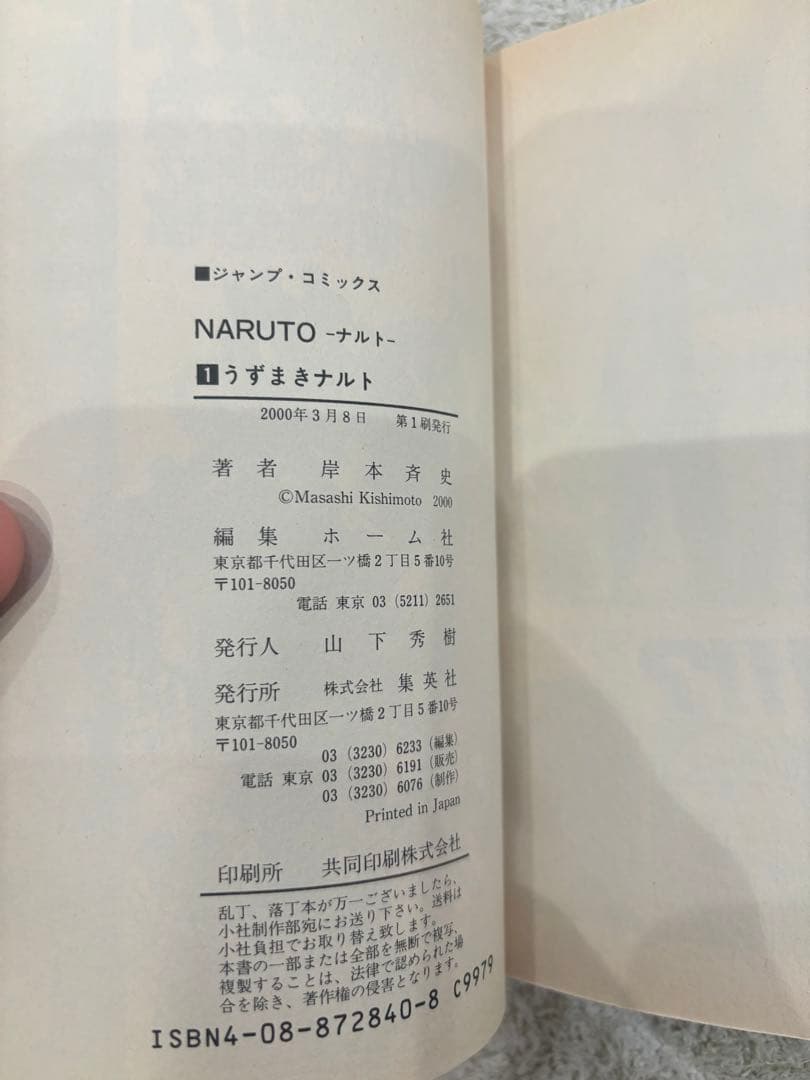 ■ジャンプ・コミックス
NARUTO -ナルト-
1 うずまきナルト
2000年3月8日 第1刷発行
著者 岸本斉史
©Masashi Kishimoto 2000
編集 ホーム社
東京都千代田区一ツ橋2丁目5番10号
〒101-8050
電話 東京 03 (5211) 2651
発行人 山下秀樹
発行所 株式会社 集英社
東京都千代田区一ツ橋2丁目5番10号
〒101-8050
03 (3230) 6233 (編集)
電話 東京 03 (3230) 6191 (販売)
03 (3230) 6076 (制作)
Printed in Japan
印刷所 共同印刷株式会社
乱丁、落丁本が万一ございましたら、
小社制作部宛にお送り下さい。送料は
小社負担でお取り替え致します。
本書の一部または全部を無断で複写、
複製することは、法律で認められた場
合を除き、著作権の侵害となります。
ISBN4-08-872840-8 C9979